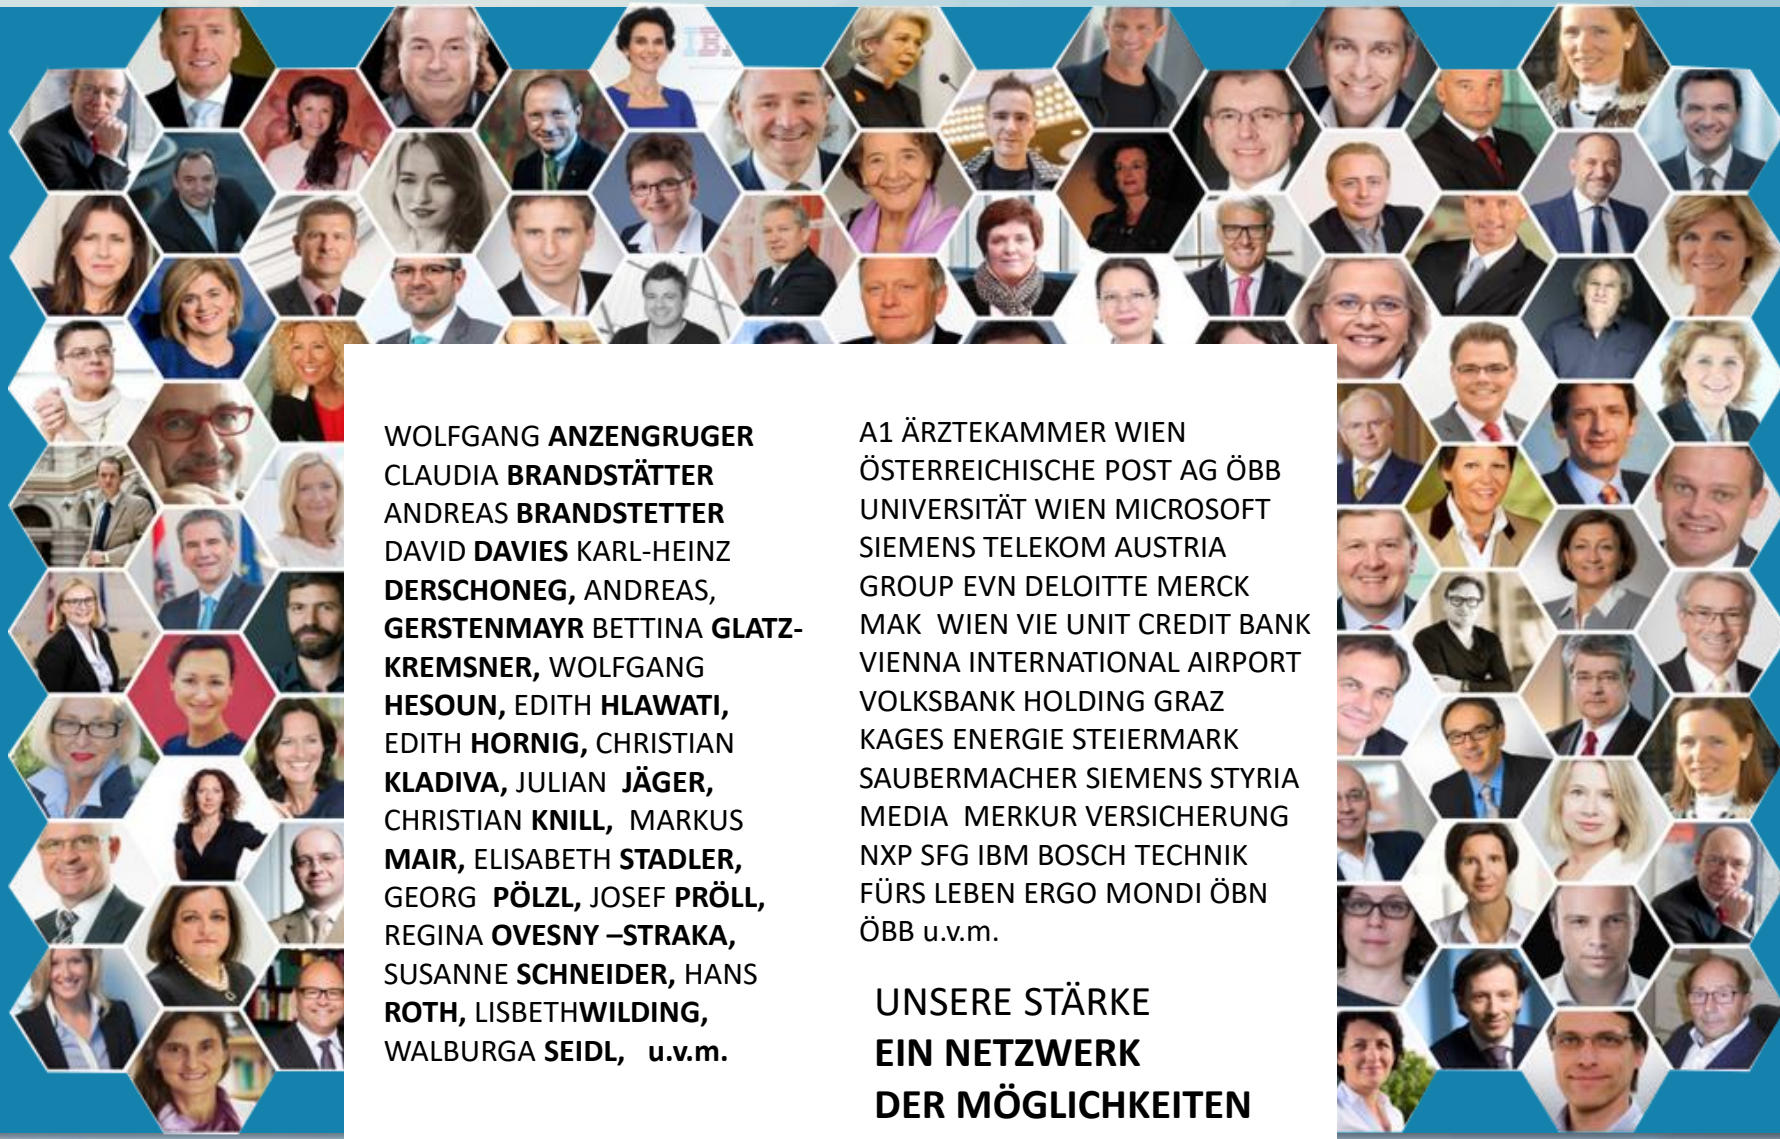 WOLFGANG ANZENGRUGER
CLAUDIA BRANDSTÄTTER
ANDREAS BRANDSTETTER
DAVID DAVIES KARL-HEINZ
DERSCHONEG, ANDREAS,
GERSTENMAYR BETTINA GLATZ-
KREMSNER, WOLFGANG
HESOUN, EDITH HLAWATI,
EDITH HORNIG, CHRISTIAN
KLADIVA, JULIAN JÄGER,
CHRISTIAN KNILL, MARKUS
MAIR, ELISABETH STADLER,
GEORG PÖLZL, JOSEF PRÖLL,
REGINA OVESNY –STRAKA,
SUSANNE SCHNEIDER, HANS
ROTH, LISBETHWILDING,
WALBURGA SEIDL, u.v.m.
A1 ÄRZTEKAMMER WIEN
ÖSTERREICHISCHE POST AG ÖBB
UNIVERSITÄT WIEN MICROSOFT
SIEMENS TELEKOM AUSTRIA
GROUP EVN DELOITTE MERCK
MAK WIEN VIE UNIT CREDIT BANK
VIENNA INTERNATIONAL AIRPORT
VOLKSBANK HOLDING GRAZ
KAGES ENERGIE STEIERMARK
SAUBERMACHER SIEMENS STYRIA
MEDIA MERKUR VERSICHERUNG
NXP SFG IBM BOSCH TECHNIK
FÜRS LEBEN ERGO MONDI ÖBN
ÖBB u.v.m.
UNSERE STÄRKE
EIN NETZWERK
DER MÖGLICHKEITEN